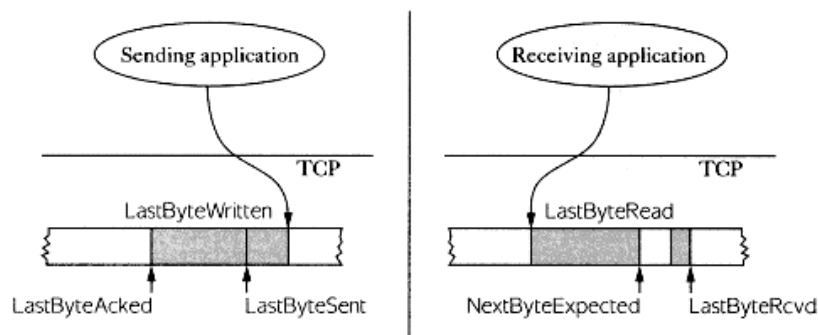 Sending application
TCP
LastByteWritten
LastByteAcked
LastByteSent
Receiving application
TCP
LastByteRead
NextByteExpected
LastByteRcvd